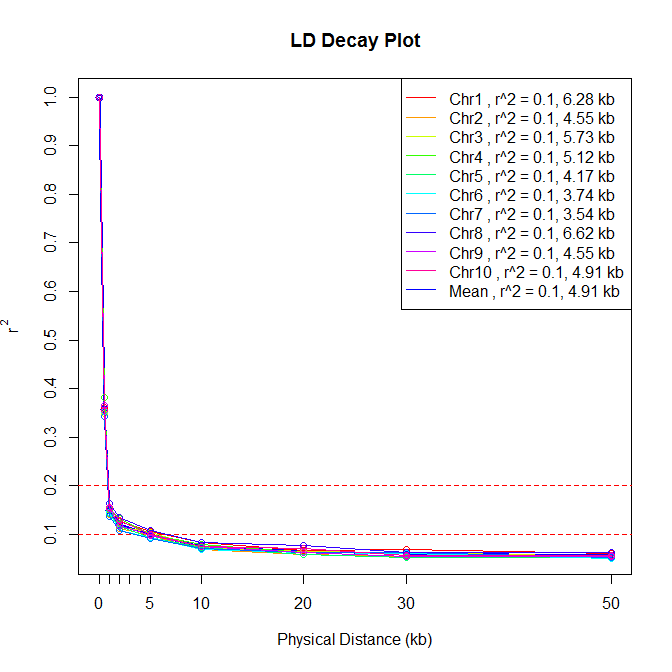 LD Decay Plot
Chr1 , r^2 = 0.1, 6.28 kb
Chr2 , r^2 = 0.1, 4.55 kb
Chr3 , r^2 = 0.1, 5.73 kb
Chr4 , r^2 = 0.1, 5.12 kb
Chr5 , r^2 = 0.1, 4.17 kb
Chr6 , r^2 = 0.1, 3.74 kb
Chr7 , r^2 = 0.1, 3.54 kb
Chr8 , r^2 = 0.1, 6.62 kb
Chr9 , r^2 = 0.1, 4.55 kb
Chr10 , r^2 = 0.1, 4.91 kb
Mean , r^2 = 0.1, 4.91 kb
1.0
0.9
0.8
0.7
0.6
0.5
0.4
0.3
0.2
0.1
r²
0 5 10 20 30 50
Physical Distance (kb)